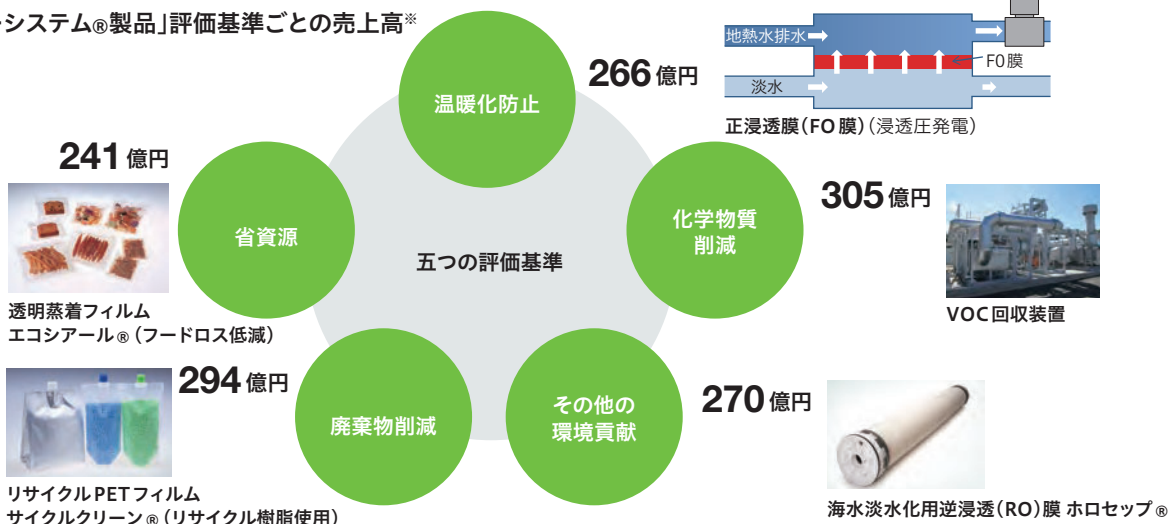 システム®製品」評価基準ごとの売上高※
温暖化防止
266億円
地熱水排水
FO膜
淡水
正浸透膜(FO膜)(浸透圧発電)
241億円
省資源
透明蒸着フィルム
エコシアール®(フードロス低減)
五つの評価基準
化学物質
削減
305億円
VOC回収装置
294億円
廃棄物削減
リサイクルPETフィルム
サイクルクリーン®(リサイクル樹脂使用)
その他の
環境貢献
270億円
海水淡水化用逆浸透(RO)膜 ホロセップ®